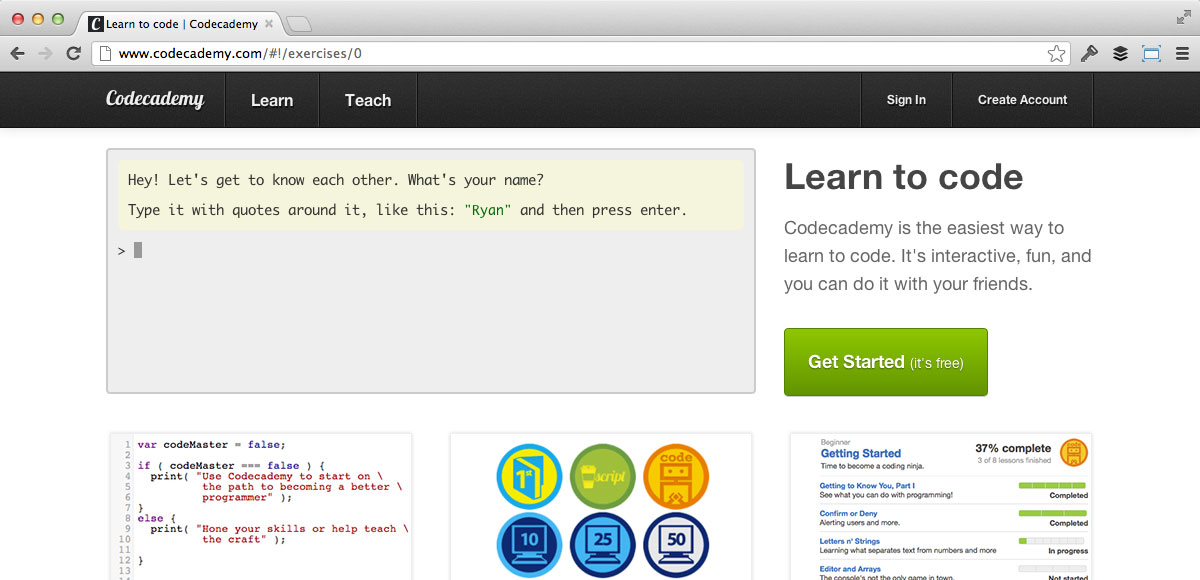 Learn to code | Codecademy
www.codecademy.com/#!/exercises/0
Codecademy
Learn
Teach
Sign In
Create Account
Hey! Let's get to know each other. What's your name?
Type it with quotes around it, like this: "Ryan" and then press enter.
>
Learn to code
Codecademy is the easiest way to
learn to code. It's interactive, fun, and
you can do it with your friends.
Get Started (it's free)
1 var codeMaster = false;
2
3 if ( codeMaster === false ) {
4 print( "Use Codecademy to start on \
5 the path to becoming a better \
6 programmer" );
7 }
8 else {
9 print( "Hone your skills or help teach \
10 the craft" );
11
12 }
13
14
1st
script
code
10
25
50
Beginner
Getting Started
Time to become a coding ninja.
37% complete
3 of 8 lessons finished
code
Getting to Know You, Part I
See what you can do with programming!
Completed
Confirm or Deny
Alerting users and more.
Completed
Letters n' Strings
Learning what separates text from numbers and more
In progress
Editor and Arrays
The console's not the only game in town.
Not started